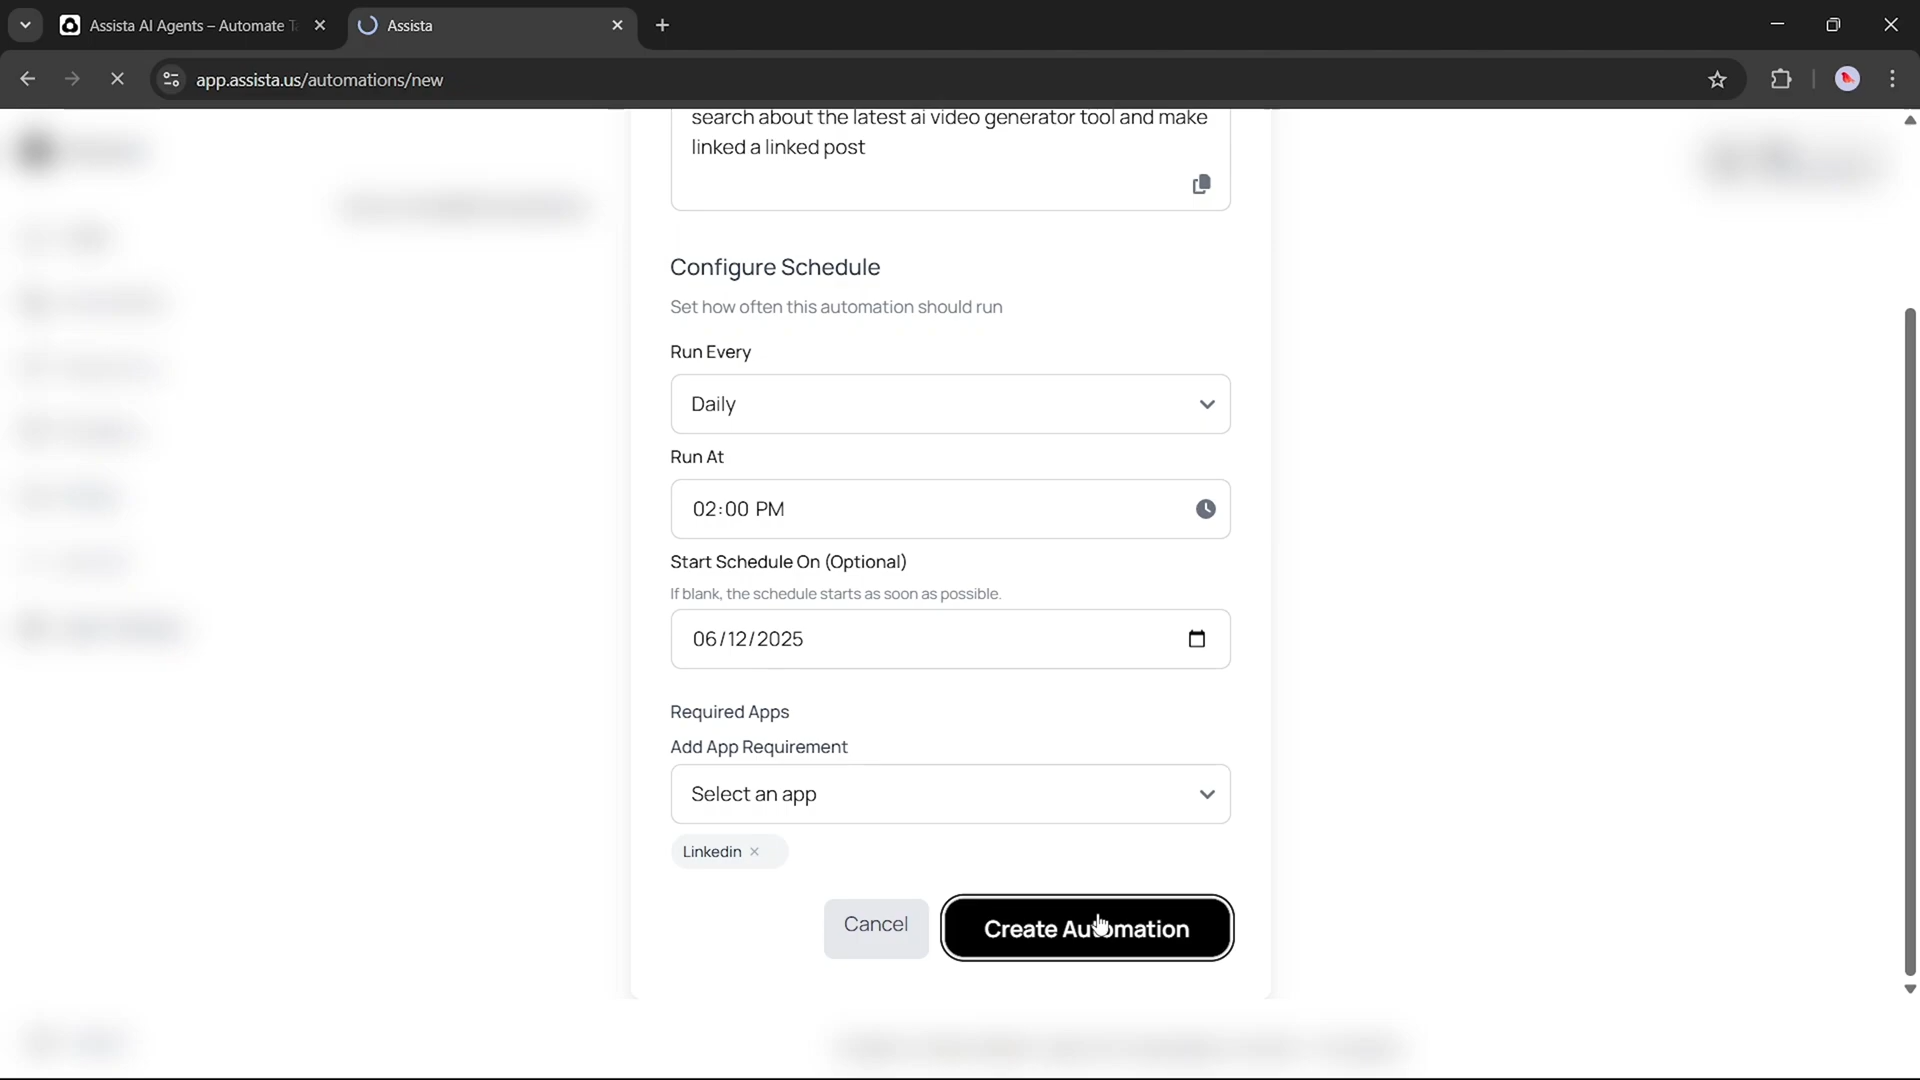 Assista AI Agents – Automate Ta
Assista
app.assista.us/automations/new
search about the latest ai video generator tool and make
linked a linked post
Configure Schedule
Set how often this automation should run
Run Every
Daily
Run At
02:00 PM
Start Schedule On (Optional)
If blank, the schedule starts as soon as possible.
06/12/2025
Required Apps
Add App Requirement
Select an app
Linkedin ×
Cancel
Create Automation